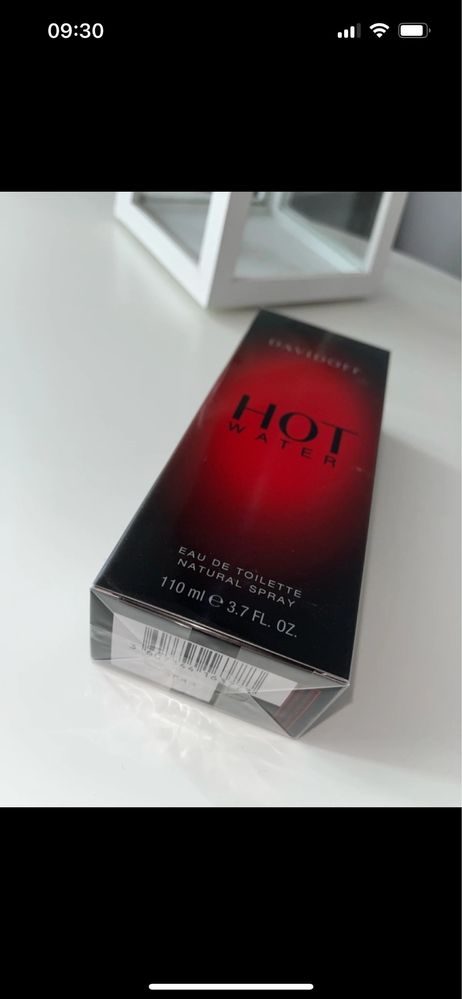 09:30
DAVIDOFF
HOT
WATER
EAU DE TOILETTE
NATURAL SPRAY
110 ml ℮ 3.7 FL. OZ.